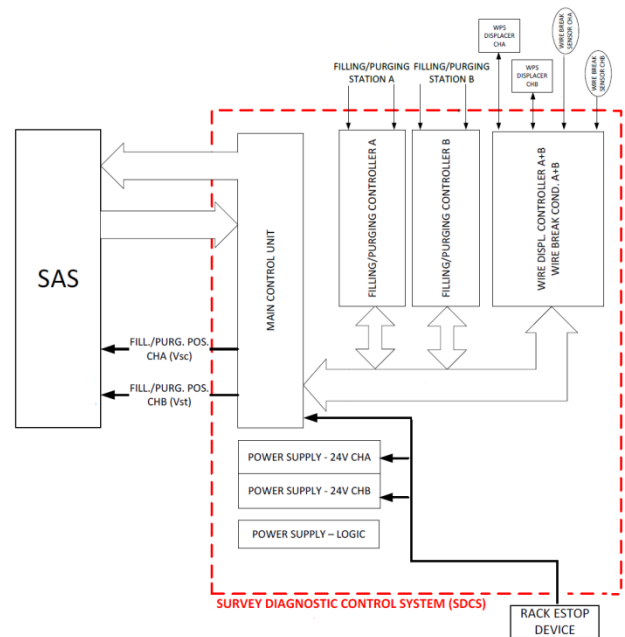 WPS
DISPLACER
CHA
WIRE BREAK
SENSOR CHA
FILLING/PURGING
STATION A
FILLING/PURGING
STATION B
WPS
DISPLACER
CHB
WIRE BREAK
SENSOR CHB
SAS
MAIN CONTROL UNIT
FILLING/PURGING CONTROLLER A
FILLING/PURGING CONTROLLER B
WIRE DISPL. CONTROLLER A+B
WIRE BREAK COND. A+B
FILL./PURG. POS.
CHA (Vsc)
FILL./PURG. POS.
CHB (Vst)
POWER SUPPLY - 24V CHA
POWER SUPPLY - 24V CHB
POWER SUPPLY – LOGIC
SURVEY DIAGNOSTIC CONTROL SYSTEM (SDCS)
RACK ESTOP
DEVICE